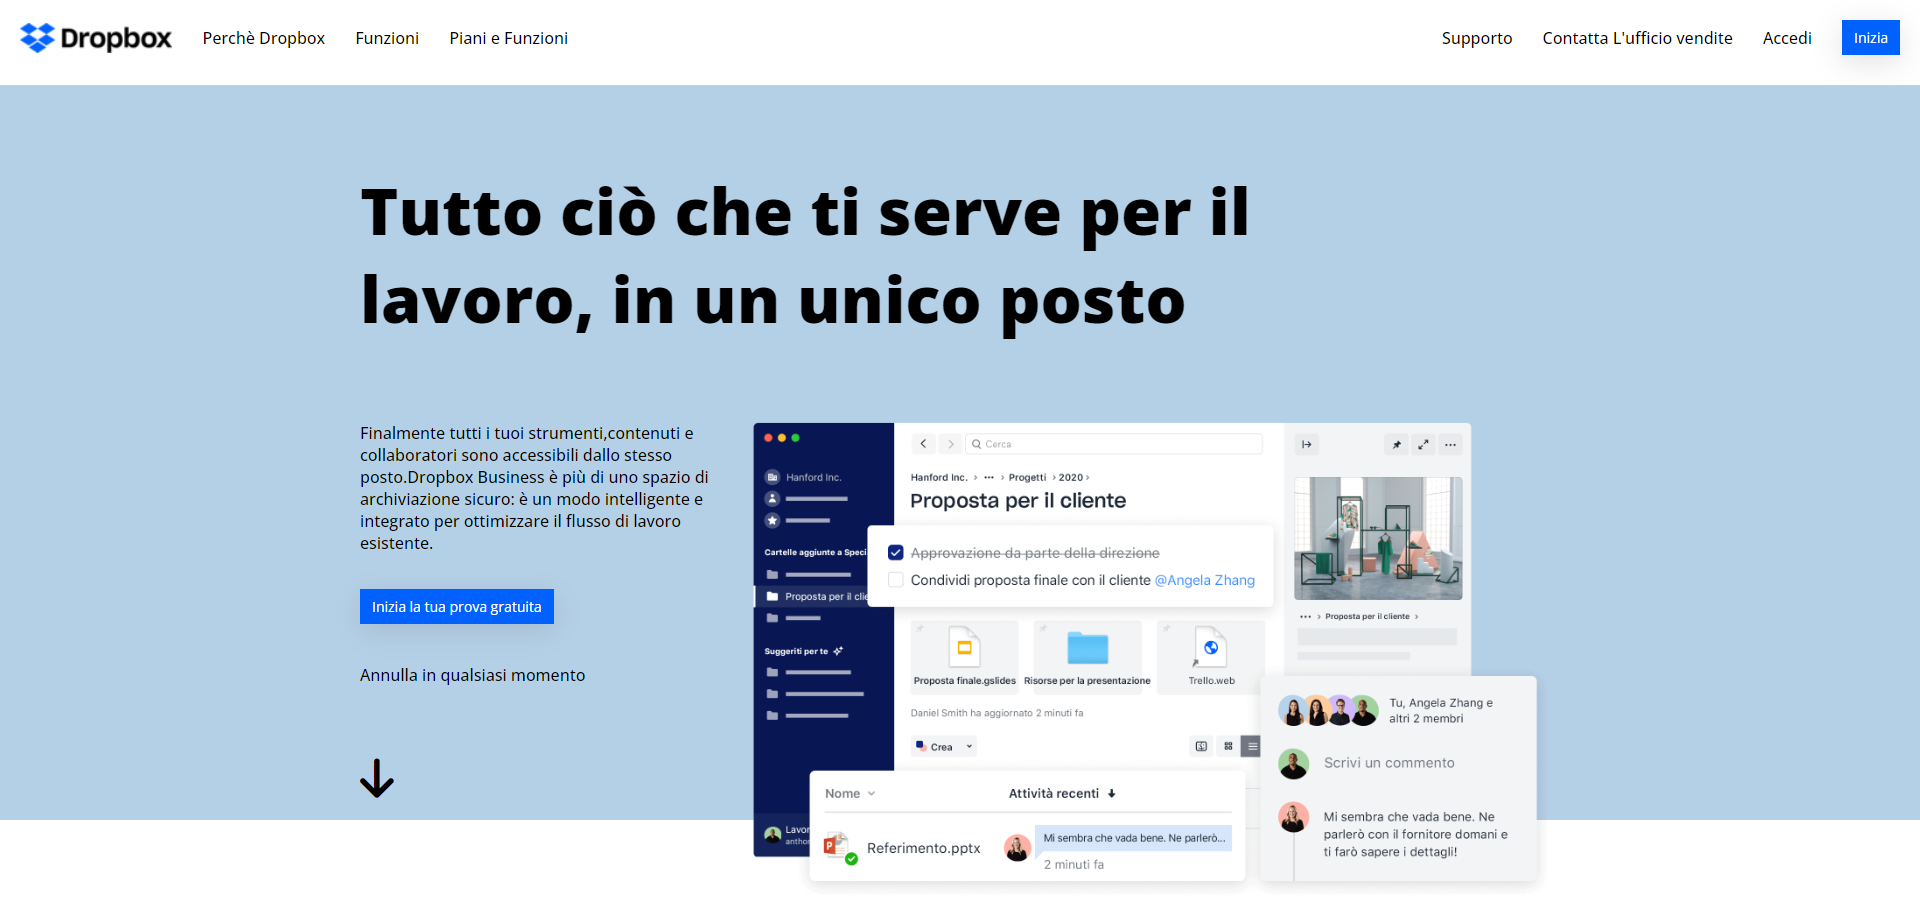 Dropbox
Perchè Dropbox
Funzioni
Piani e Funzioni
Supporto
Contatta L'ufficio vendite
Accedi
Inizia
Tutto ciò che ti serve per il
lavoro, in un unico posto
Finalmente tutti i tuoi strumenti,contenuti e
collaboratori sono accessibili dallo stesso
posto.Dropbox Business è più di uno spazio di
archiviazione sicuro: è un modo intelligente e
integrato per ottimizzare il flusso di lavoro
esistente.
Inizia la tua prova gratuita
Annulla in qualsiasi momento
Hanford Inc.
Cartelle aggiunte a Speci
Proposta per il clie
Suggeriti per te
Lavor
antho
Cerca
Hanford Inc. › ··· › Progetti › 2020 ›
Proposta per il cliente
Approvazione da parte della direzione
Condividi proposta finale con il cliente @Angela Zhang
Proposta finale.gslides
Risorse per la presentazione
Trello.web
Daniel Smith ha aggiornato 2 minuti fa
Crea
Nome
Attività recenti
Referimento.pptx
Mi sembra che vada bene. Ne parlerò...
2 minuti fa
··· › Proposta per il cliente ›
Tu, Angela Zhang e
altri 2 membri
Scrivi un commento
Mi sembra che vada bene. Ne
parlerò con il fornitore domani e
ti farò sapere i dettagli!